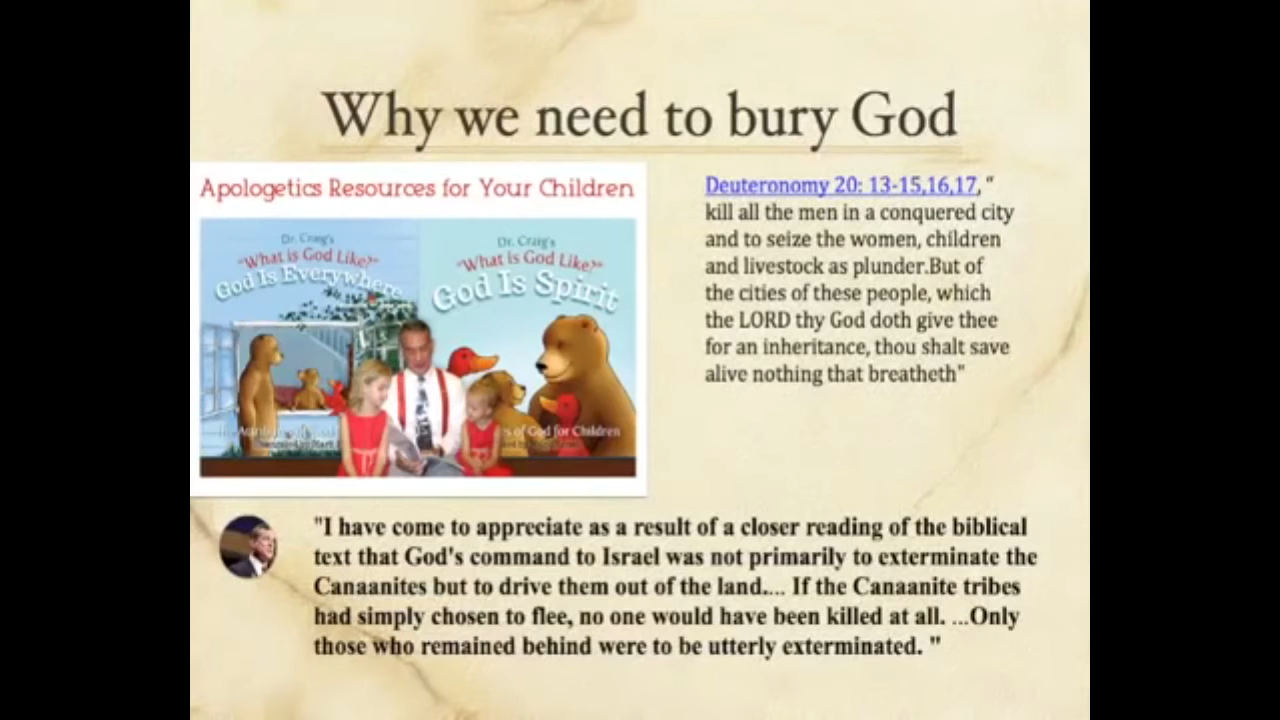 Why we need to bury God
Apologetics Resources for Your Children
Dr. Craig's
"What is God Like?"
God Is Everywhere
Dr. Craig's
"What is God Like?"
God Is Spirit
es of God for Children
Deuteronomy 20: 13-15,16,17, “
kill all the men in a conquered city
and to seize the women, children
and livestock as plunder.But of
the cities of these people, which
the LORD thy God doth give thee
for an inheritance, thou shalt save
alive nothing that breatheth”
"I have come to appreciate as a result of a closer reading of the biblical
text that God's command to Israel was not primarily to exterminate the
Canaanites but to drive them out of the land.... If the Canaanite tribes
had simply chosen to flee, no one would have been killed at all. ...Only
those who remained behind were to be utterly exterminated. "